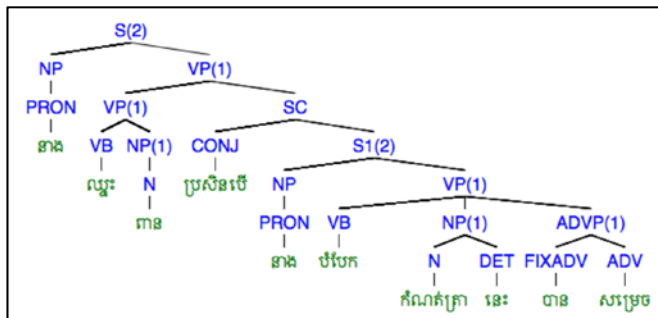 S(2)
NP VP(1)
PRON VP(1) SC
នាង VB NP(1) CONJ S1(2)
ឈ្នះ N ប្រសិនបើ NP VP(1)
ពាន PRON VB NP(1) ADVP(1)
នាង បំបែក N DET FIXADV ADV
កំណត់ត្រា នេះ បាន សម្រេច